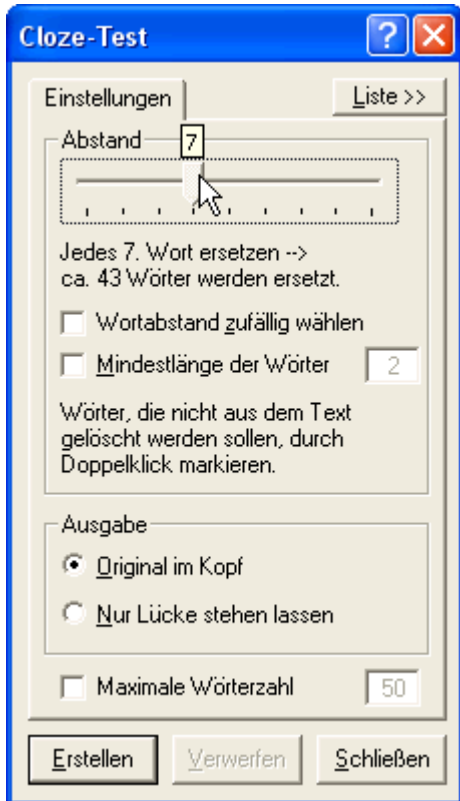 Cloze-Test
Einstellungen
Liste >>
Abstand
7
Jedes 7. Wort ersetzen -->
ca. 43 Wörter werden ersetzt.
Wortabstand zufällig wählen
Mindestlänge der Wörter 2
Wörter, die nicht aus dem Text
gelöscht werden sollen, durch
Doppelklick markieren.
Ausgabe
Original im Kopf
Nur Lücke stehen lassen
Maximale Wörterzahl 50
Erstellen Verwerfen Schließen